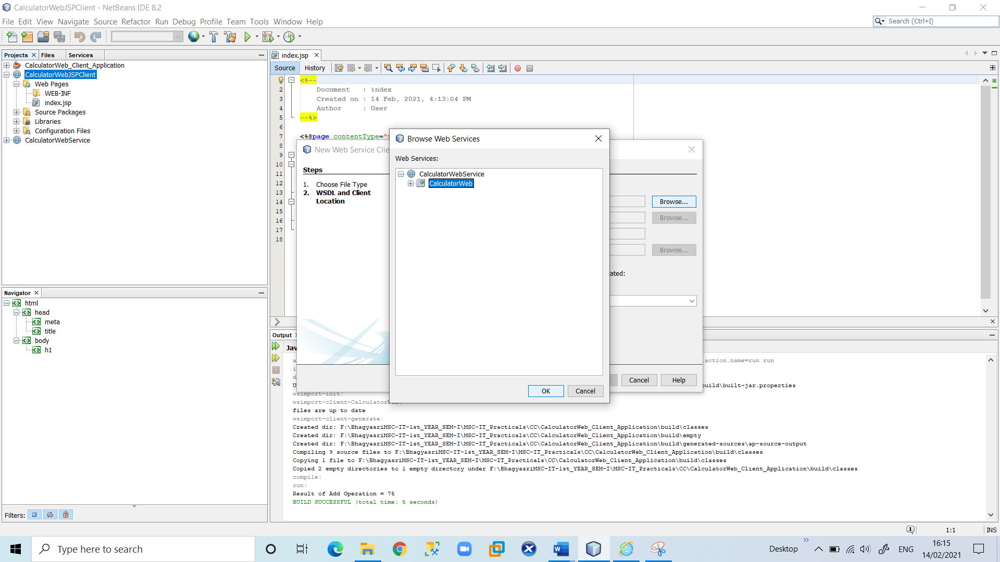 CalculatorWebJSPClient - NetBeans IDE 8.2
File Edit View Navigate Source Refactor Run Debug Profile Team Tools Window Help
Search (Ctrl+I)
Projects Files Services
CalculatorWeb_Client_Application
CalculatorWebJSPClient
Web Pages
WEB-INF
index.jsp
Source Packages
Libraries
Configuration Files
CalculatorWebService
Navigator
html
head
meta
title
body
h1
Filters:
index.jsp
Source History
<%--
2 Document : index
3 Created on : 14 Feb, 2021, 4:13:04 PM
4 Author : User
5 --%>
6
7 <%@page contentType="
8
9
10
11
12
13
14
15
16
17
18
New Web Service Clie
Steps
1. Choose File Type
2. WSDL and Client
Location
Browse...
Browse...
Browse...
ated:
Cancel Help
Browse Web Services
Web Services:
CalculatorWebService
CalculatorWeb
OK Cancel
Output
Jav
.action.name=run run
build\built-jar.properties
wsimport-init:
wsimport-client-CalculatorWeb:
files are up to date
wsimport-client-generate:
Created dir: F:\BhagyasriMSC-IT-1st_YEAR_SEM-I\MSC-IT_Practicals\CC\CalculatorWeb_Client_Application\build\classes
Created dir: F:\BhagyasriMSC-IT-1st_YEAR_SEM-I\MSC-IT_Practicals\CC\CalculatorWeb_Client_Application\build\empty
Created dir: F:\BhagyasriMSC-IT-1st_YEAR_SEM-I\MSC-IT_Practicals\CC\CalculatorWeb_Client_Application\build\generated-sources\ap-source-output
Compiling 9 source files to F:\BhagyasriMSC-IT-1st_YEAR_SEM-I\MSC-IT_Practicals\CC\CalculatorWeb_Client_Application\build\classes
Copying 1 file to F:\BhagyasriMSC-IT-1st_YEAR_SEM-I\MSC-IT_Practicals\CC\CalculatorWeb_Client_Application\build\classes
Copied 2 empty directories to 1 empty directory under F:\BhagyasriMSC-IT-1st_YEAR_SEM-I\MSC-IT_Practicals\CC\CalculatorWeb_Client_Application\build\classes
compile:
run:
Result of Add Operation = 75
BUILD SUCCESSFUL (total time: 5 seconds)
1:1 INS
Type here to search
Desktop
ENG
16:15
14/02/2021